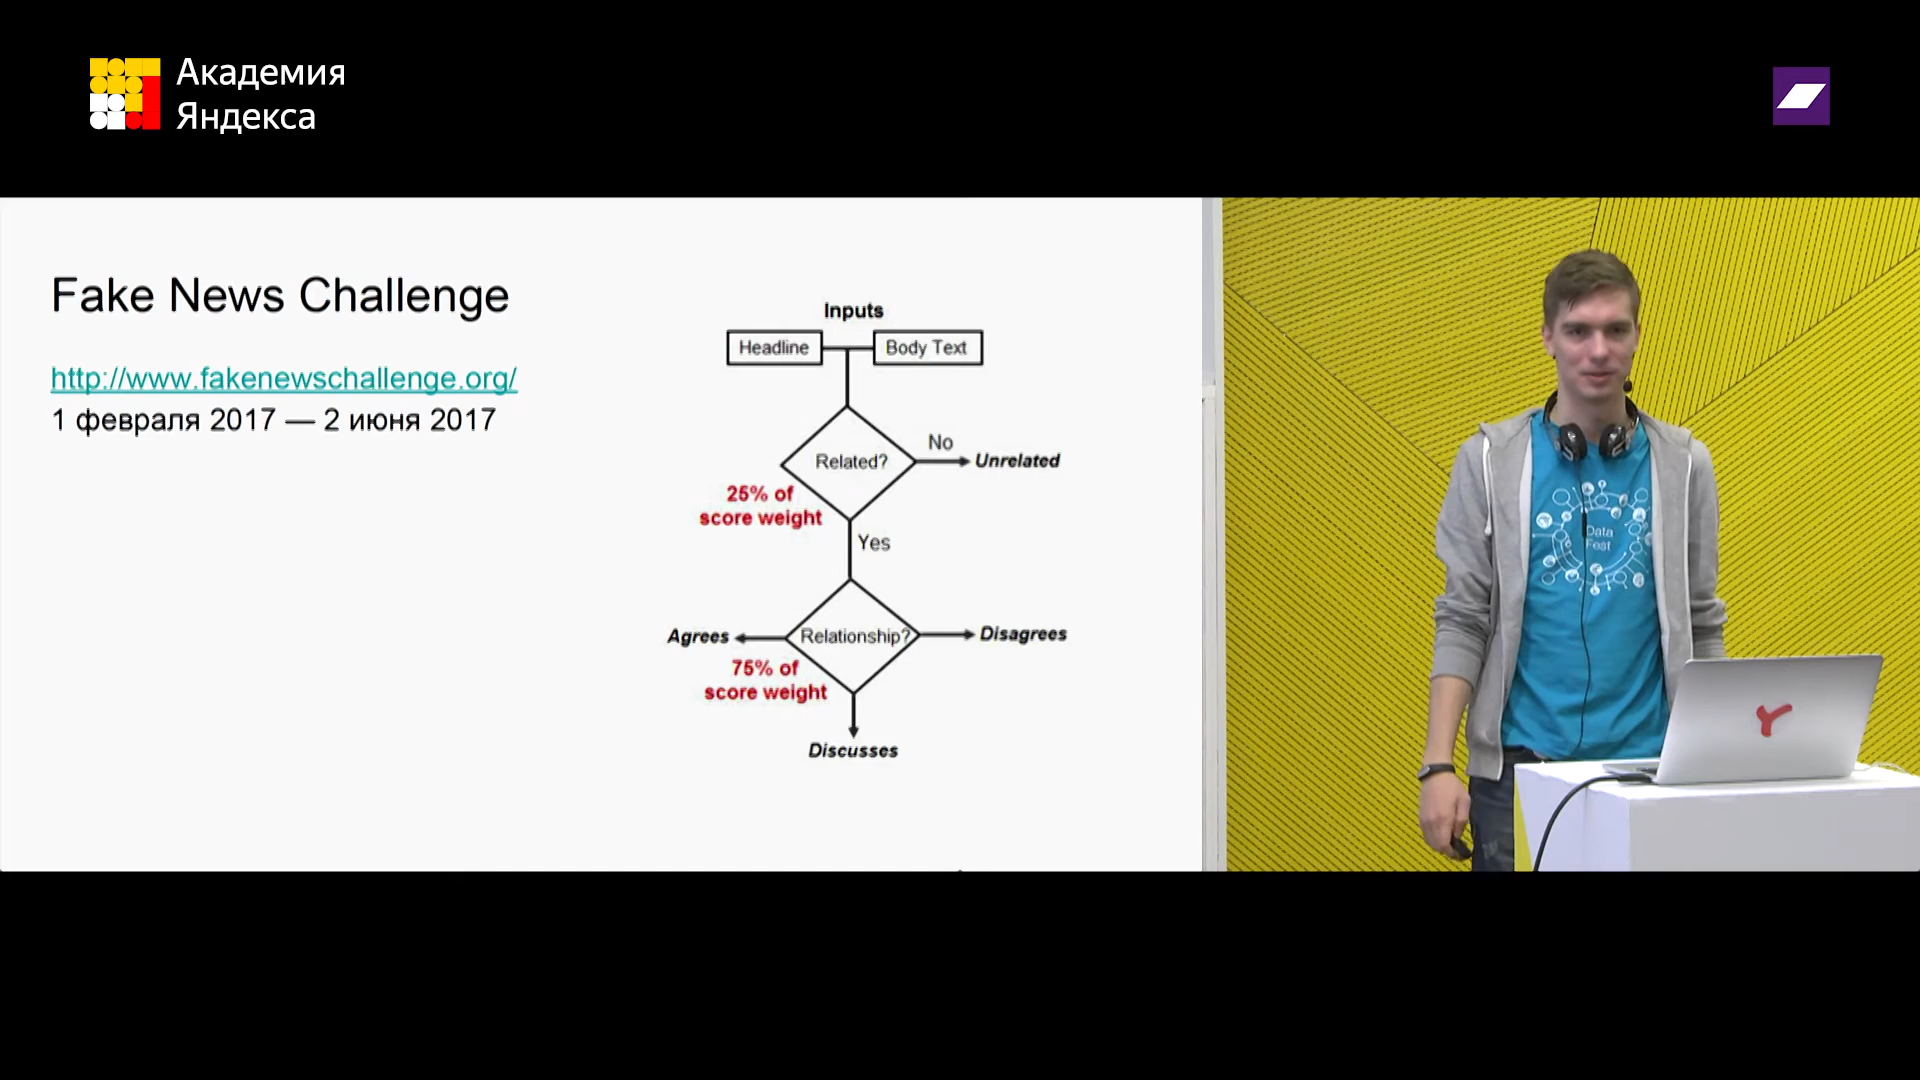 Академия
Яндекса
Fake News Challenge
http://www.fakenewschallenge.org/
1 февраля 2017 — 2 июня 2017
Inputs
Headline
Body Text
Related?
No
Unrelated
25% of
score weight
Yes
Agrees
Relationship?
Disagrees
75% of
score weight
Discusses
Data
Fest